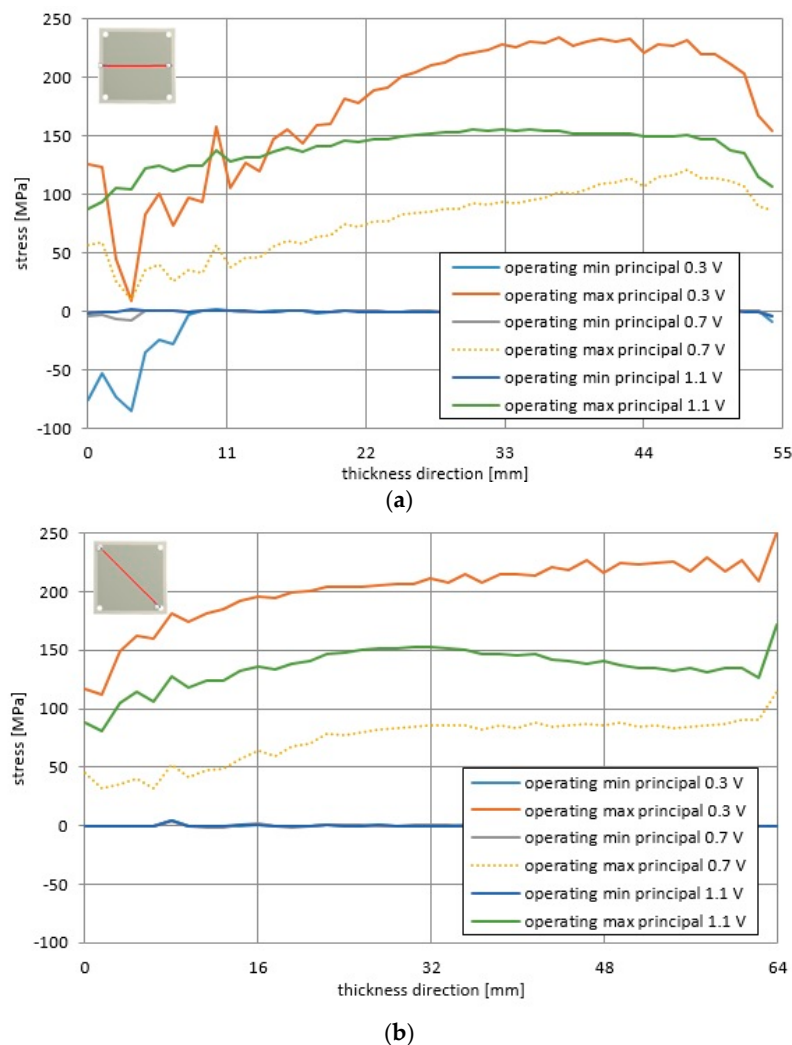 250
200
150
100
50
0
-50
-100
stress [MPa]
operating min principal 0.3 V
operating max principal 0.3 V
operating min principal 0.7 V
operating max principal 0.7 V
operating min principal 1.1 V
operating max principal 1.1 V
0 11 22 33 44 55
thickness direction [mm]
(a)
250
200
150
100
50
0
-50
-100
stress [MPa]
operating min principal 0.3 V
operating max principal 0.3 V
operating min principal 0.7 V
operating max principal 0.7 V
operating min principal 1.1 V
operating max principal 1.1 V
0 16 32 48 64
thickness direction [mm]
(b)